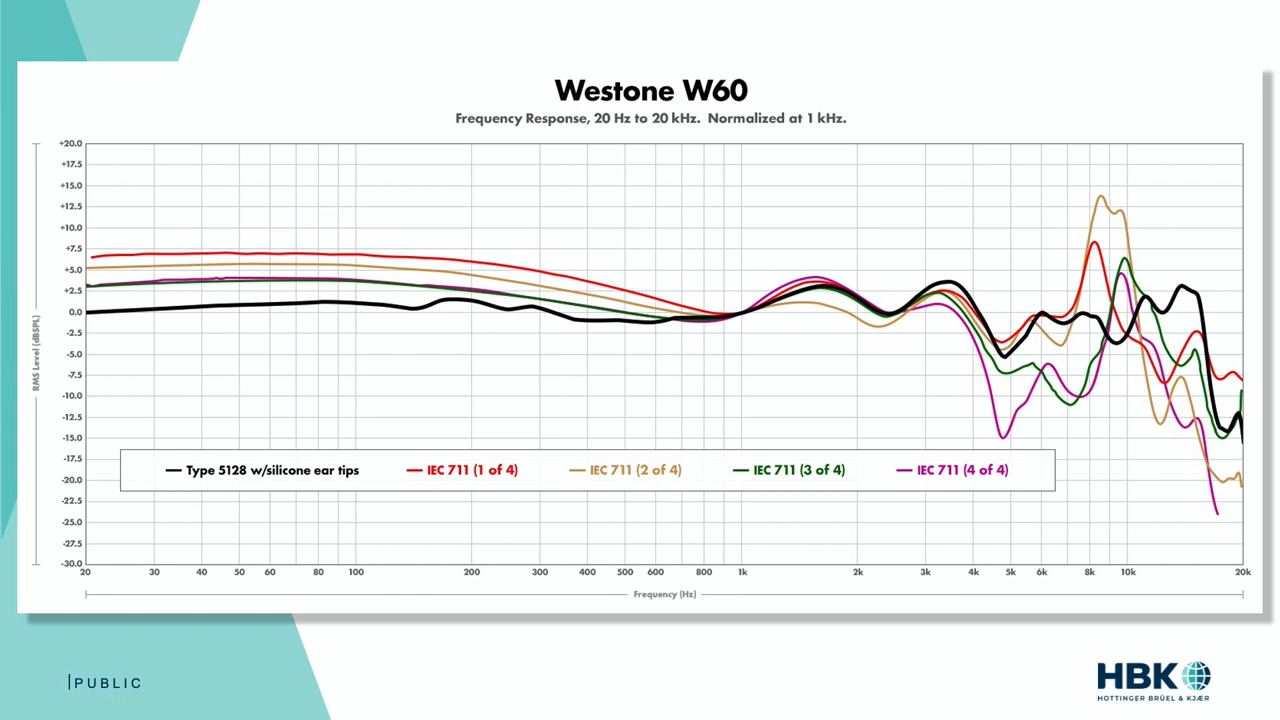 Westone W60
Frequency Response, 20 Hz to 20 kHz. Normalized at 1 kHz.
RMS Level (dBSPL)
+20.0
+17.5
+15.0
+12.5
+10.0
+7.5
+5.0
+2.5
0.0
-2.5
-5.0
-7.5
-10.0
-12.5
-15.0
-17.5
-20.0
-22.5
-25.0
-27.5
-30.0
Type 5128 w/silicone ear tips IEC 711 (1 of 4) IEC 711 (2 of 4) IEC 711 (3 of 4) IEC 711 (4 of 4)
20 30 40 50 60 80 100 200 300 400 500 600 800 1k 2k 3k 4k 5k 6k 8k 10k 20k
Frequency (Hz)
|PUBLIC
HBK
HOTTINGER BRÜEL & KJÆR